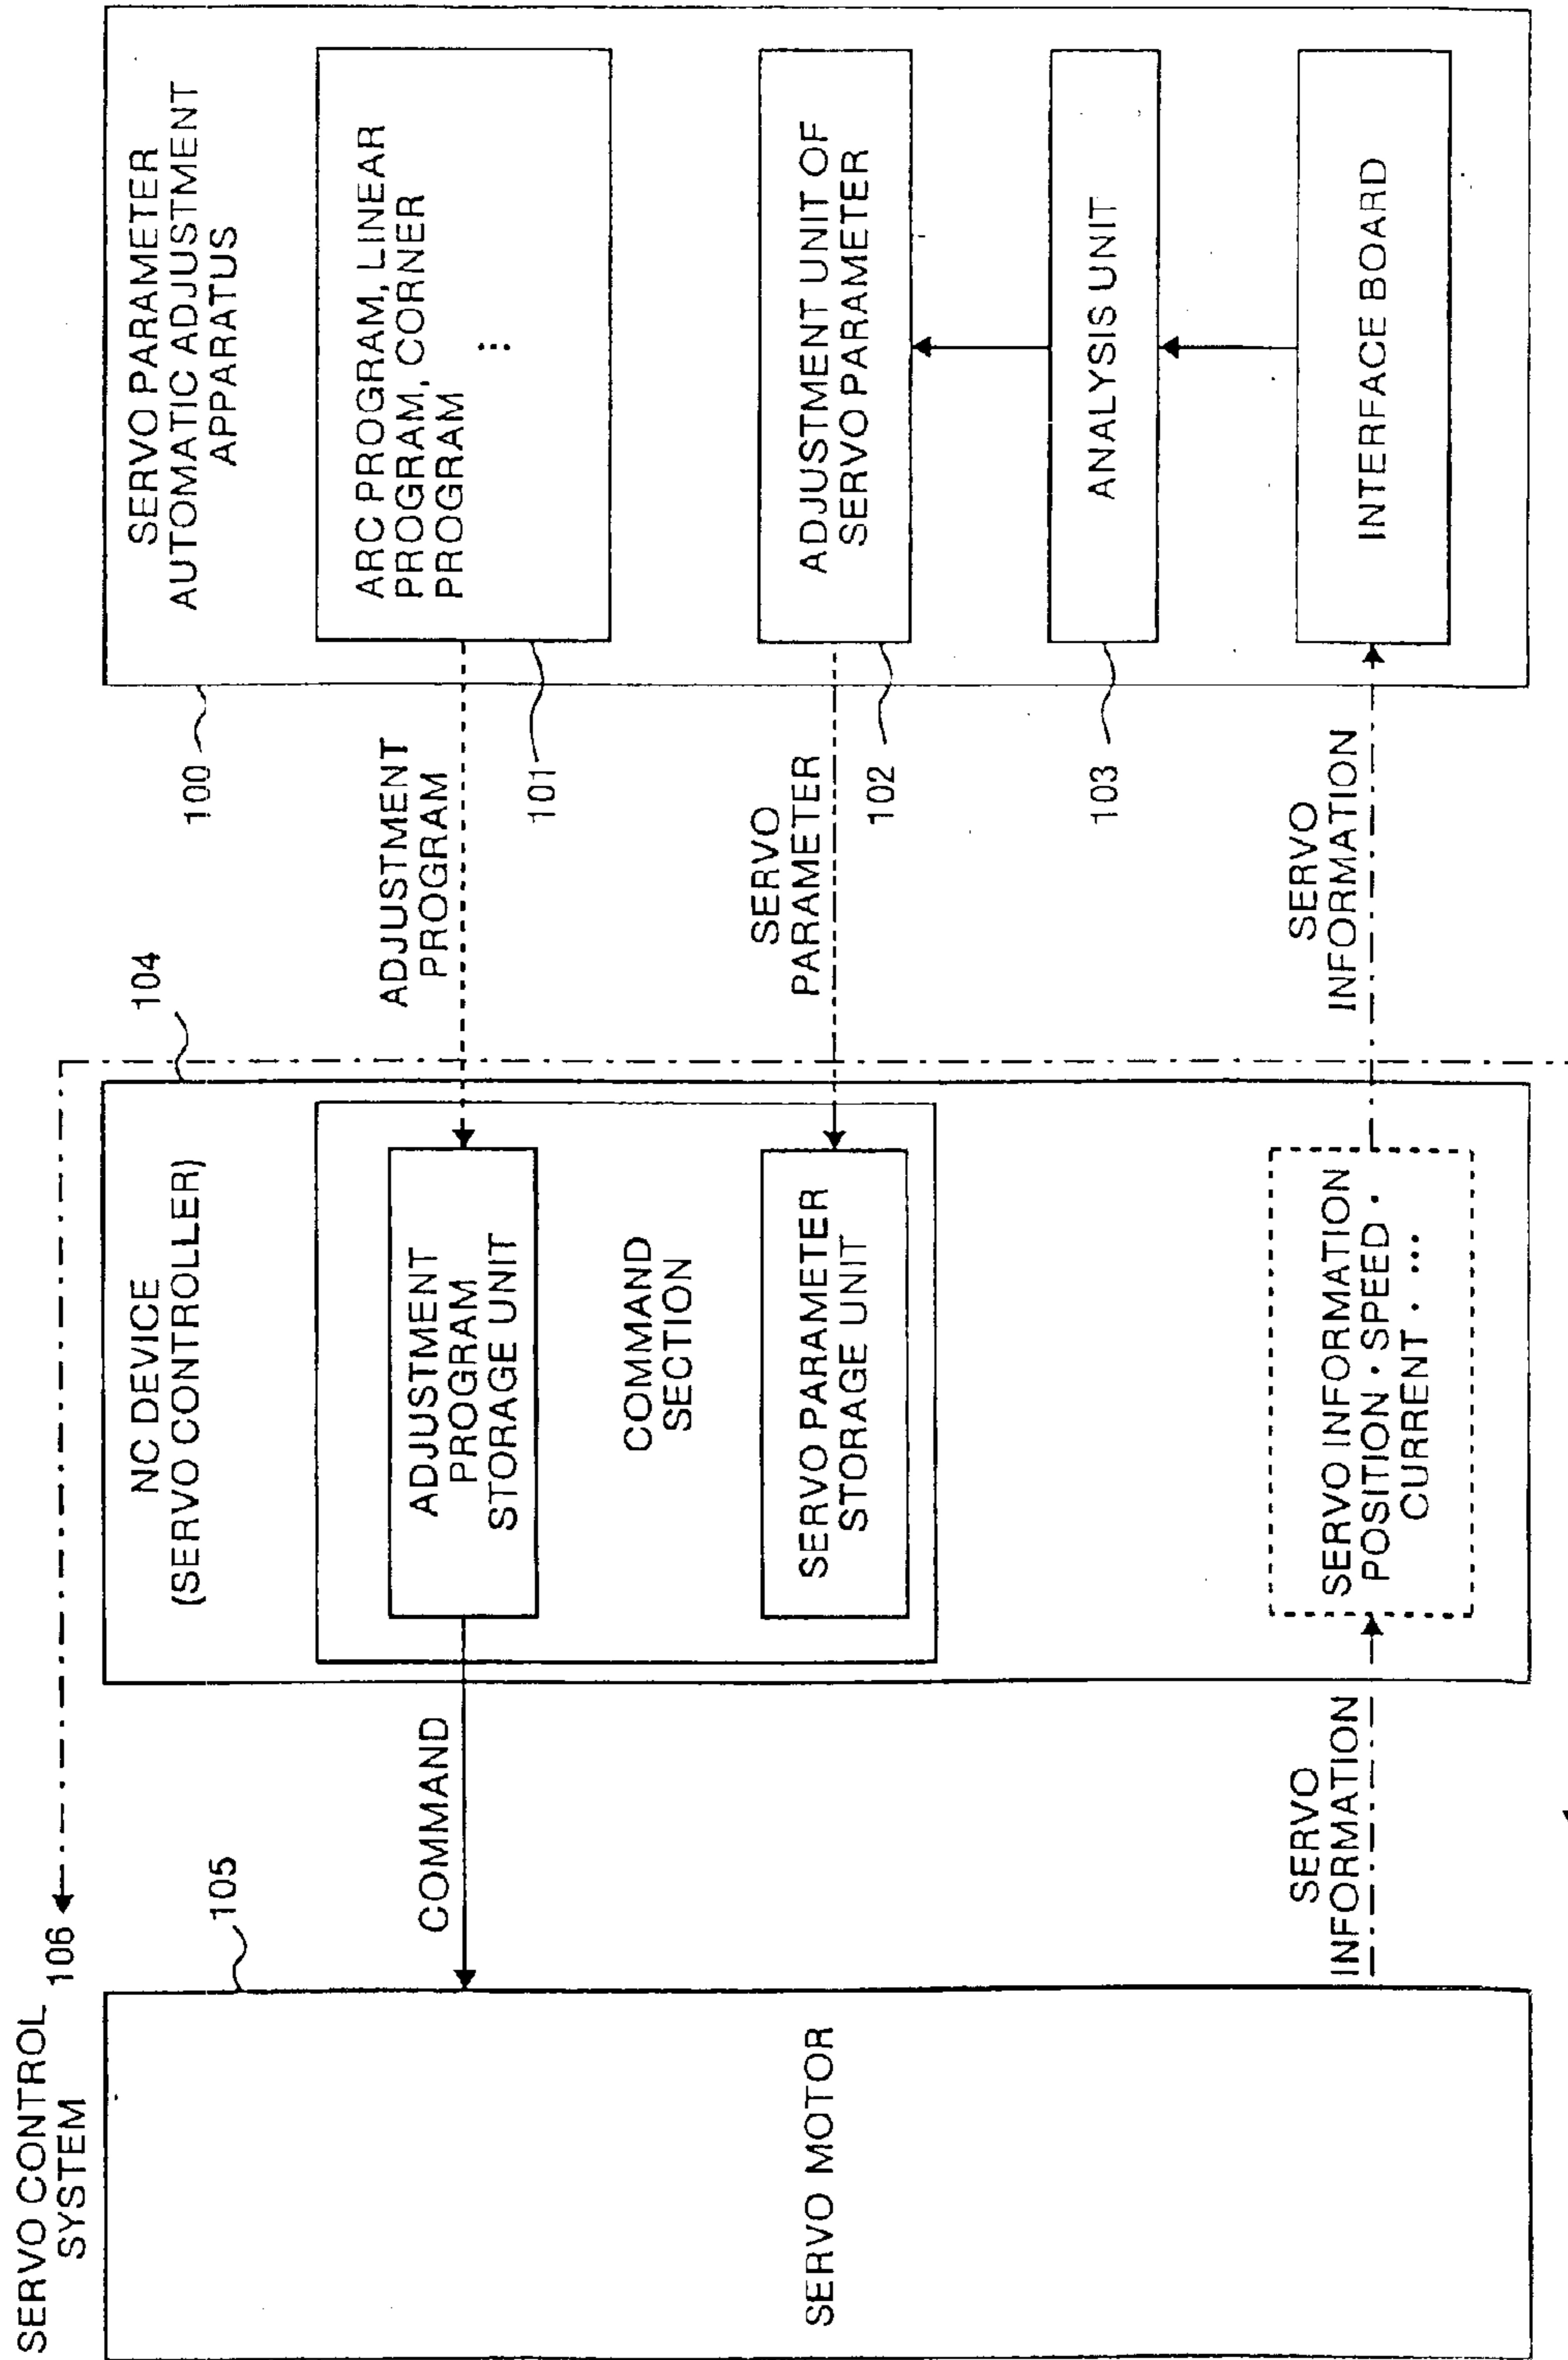 SERVO CONTROL
SYSTEM
106
105
SERVO MOTOR
COMMAND
SERVO
INFORMATION
104
NC DEVICE
(SERVO CONTROLLER)
ADJUSTMENT
PROGRAM
STORAGE UNIT
COMMAND
SECTION
SERVO PARAMETER
STORAGE UNIT
SERVO INFORMATION
POSITION · SPEED ·
CURRENT · ···
ADJUSTMENT
PROGRAM
SERVO
PARAMETER
SERVO
INFORMATION
100
SERVO PARAMETER
AUTOMATIC ADJUSTMENT
APPARATUS
ARC PROGRAM, LINEAR
PROGRAM, CORNER
PROGRAM
...
101
ADJUSTMENT UNIT OF
SERVO PARAMETER
102
ANALYSIS UNIT
103
INTERFACE BOARD